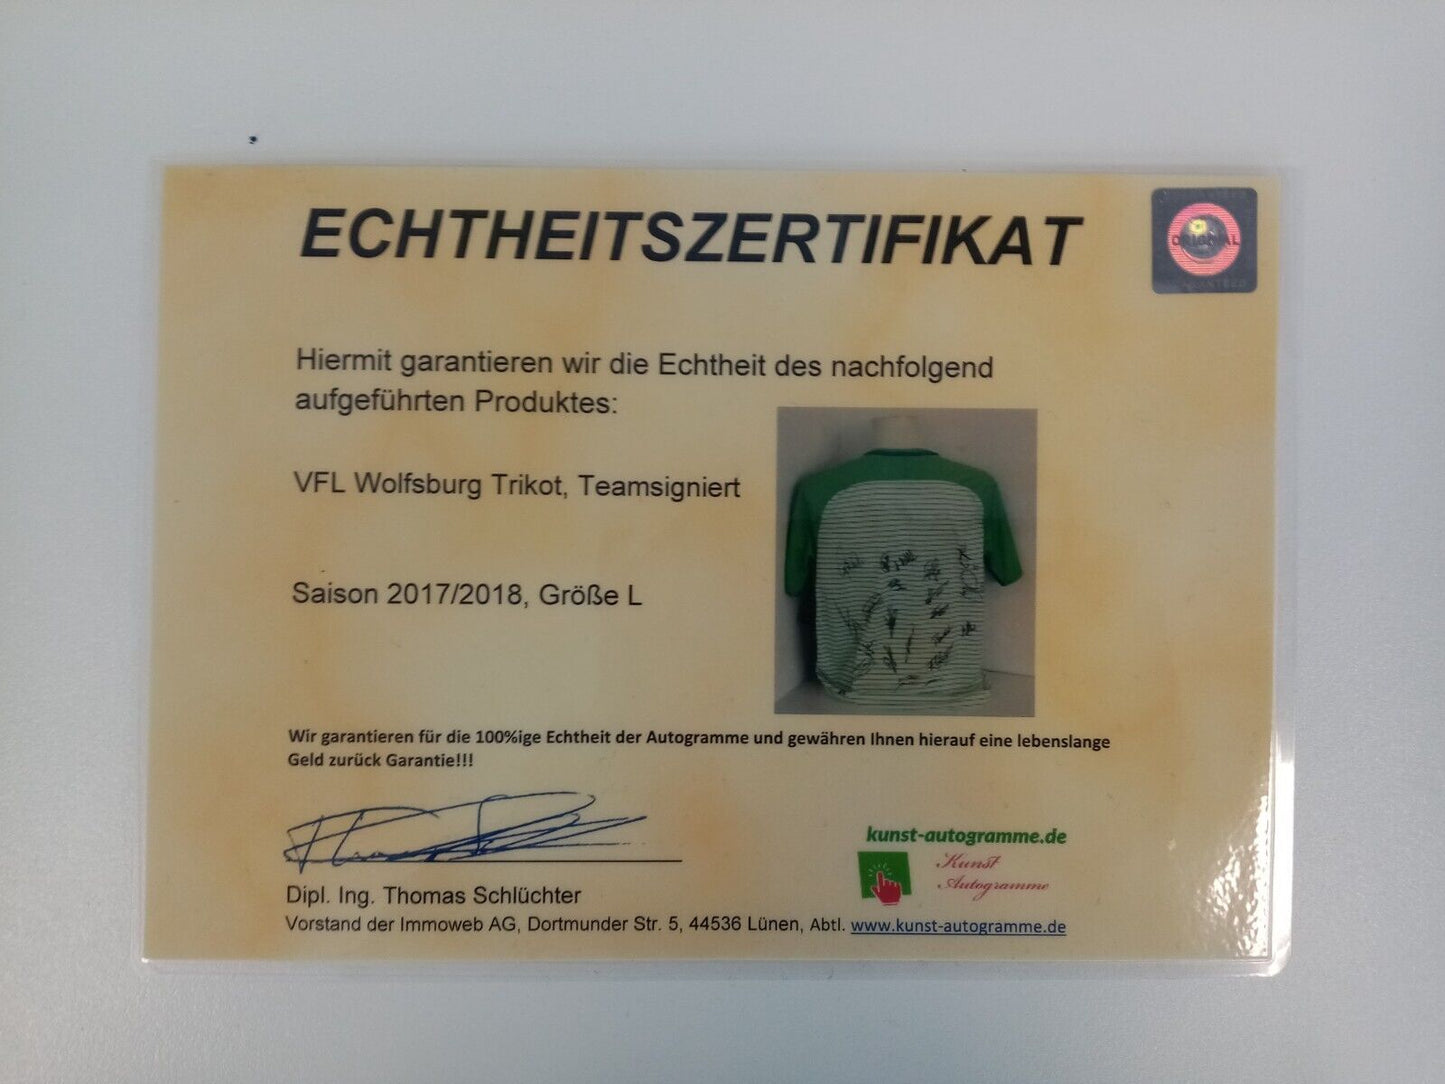 ECHTHEITSZERTIFIKAT
ORIGINAL
Hiermit garantieren wir die Echtheit des nachfolgend
aufgeführten Produktes:
VFL Wolfsburg Trikot, Teamsigniert
Saison 2017/2018, Größe L
Wir garantieren für die 100%ige Echtheit der Autogramme und gewähren Ihnen hierauf eine lebenslange
Geld zurück Garantie!!!
kunst-autogramme.de
Kunst
Autogramme
Dipl. Ing. Thomas Schlüchter
Vorstand der Immoweb AG, Dortmunder Str. 5, 44536 Lünen, Abtl. www.kunst-autogramme.de